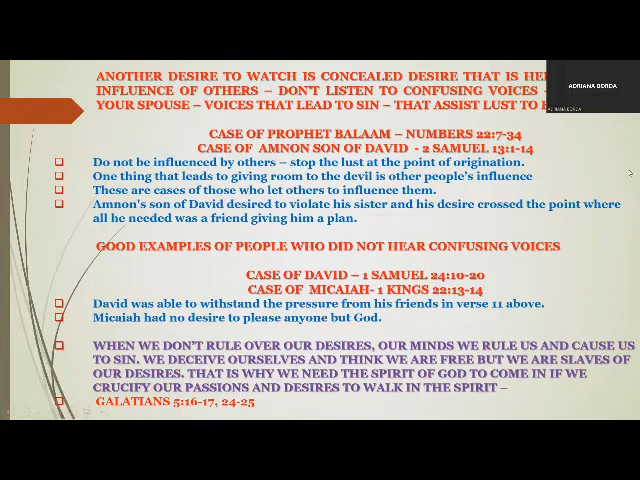 ANOTHER DESIRE TO WATCH IS CONCEALED DESIRE THAT IS
INFLUENCE OF OTHERS – DON'T LISTEN TO CONFUSING VOICES –
YOUR SPOUSE – VOICES THAT LEAD TO SIN – THAT ASSIST LUST TO
ADRIANA BORDA
ADRIANA BORDA
CASE OF PROPHET BALAAM – NUMBERS 22:7-34
CASE OF AMNON SON OF DAVID - 2 SAMUEL 13:1-14
Do not be influenced by others – stop the lust at the point of origination.
One thing that leads to giving room to the devil is other people's influence
These are cases of those who let others to influence them.
Amnon's son of David desired to violate his sister and his desire crossed the point where
all he needed was a friend giving him a plan.
GOOD EXAMPLES OF PEOPLE WHO DID NOT HEAR CONFUSING VOICES
CASE OF DAVID – 1 SAMUEL 24:10-20
CASE OF MICAIAH- 1 KINGS 22:13-14
David was able to withstand the pressure from his friends in verse 11 above.
Micaiah had no desire to please anyone but God.
WHEN WE DON'T RULE OVER OUR DESIRES, OUR MINDS WE RULE US AND CAUSE US
TO SIN. WE DECEIVE OURSELVES AND THINK WE ARE FREE BUT WE ARE SLAVES OF
OUR DESIRES. THAT IS WHY WE NEED THE SPIRIT OF GOD TO COME IN IF WE
CRUCIFY OUR PASSIONS AND DESIRES TO WALK IN THE SPIRIT –
GALATIANS 5:16-17, 24-25